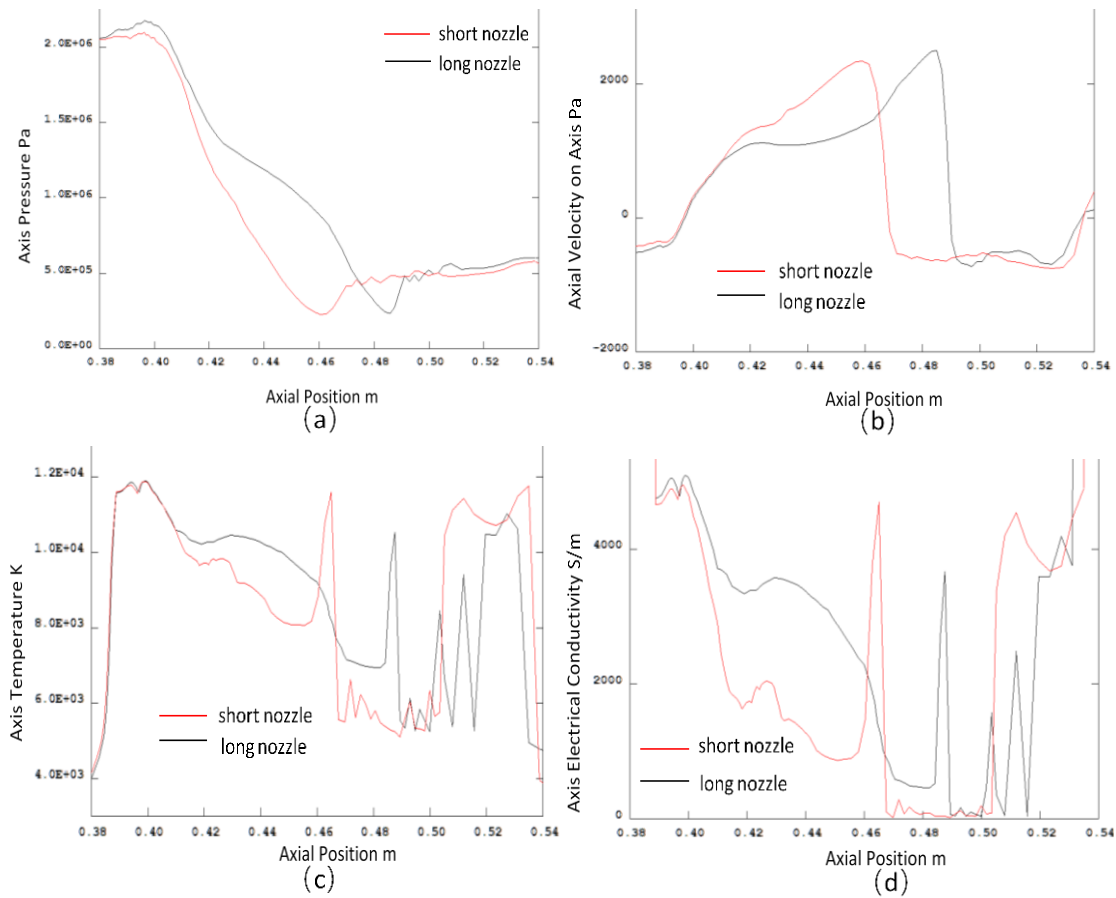 2.0E+06
1.5E+06
1.0E+06
5.0E+05
0.0E+00
Axis Pressure Pa
short nozzle
long nozzle
0.38 0.40 0.42 0.44 0.46 0.48 0.50 0.54
Axial Position m
(a)
2000
0
-2000
Axial Velocity on Axis Pa
short nozzle
long nozzle
0.38 0.40 0.42 0.44 0.46 0.48 0.50 0.52 0.54
Axial Position m
(b)
1.2E+04
1.0E+04
8.0E+03
6.0E+03
4.0E+03
Axis Temperature K
short nozzle
long nozzle
0.38 0.40 0.42 0.44 0.46 0.48 0.50 0.54
Axial Position m
(c)
4000
2000
0
Axis Electrical Conductivity S/m
short nozzle
long nozzle
0.38 0.40 0.42 0.44 0.46 0.48 0.50 0.52 0.54
Axial Position m
(d)